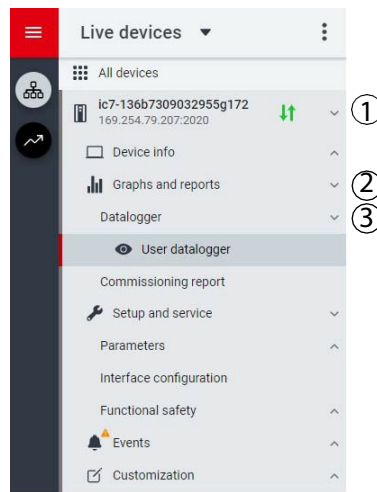 Live devices
All devices
ic7-136b7309032955g172
169.254.79.207:2020
1
Device info
Graphs and reports
2
Datalogger
3
User datalogger
Commissioning report
Setup and service
Parameters
Interface configuration
Functional safety
Events
Customization